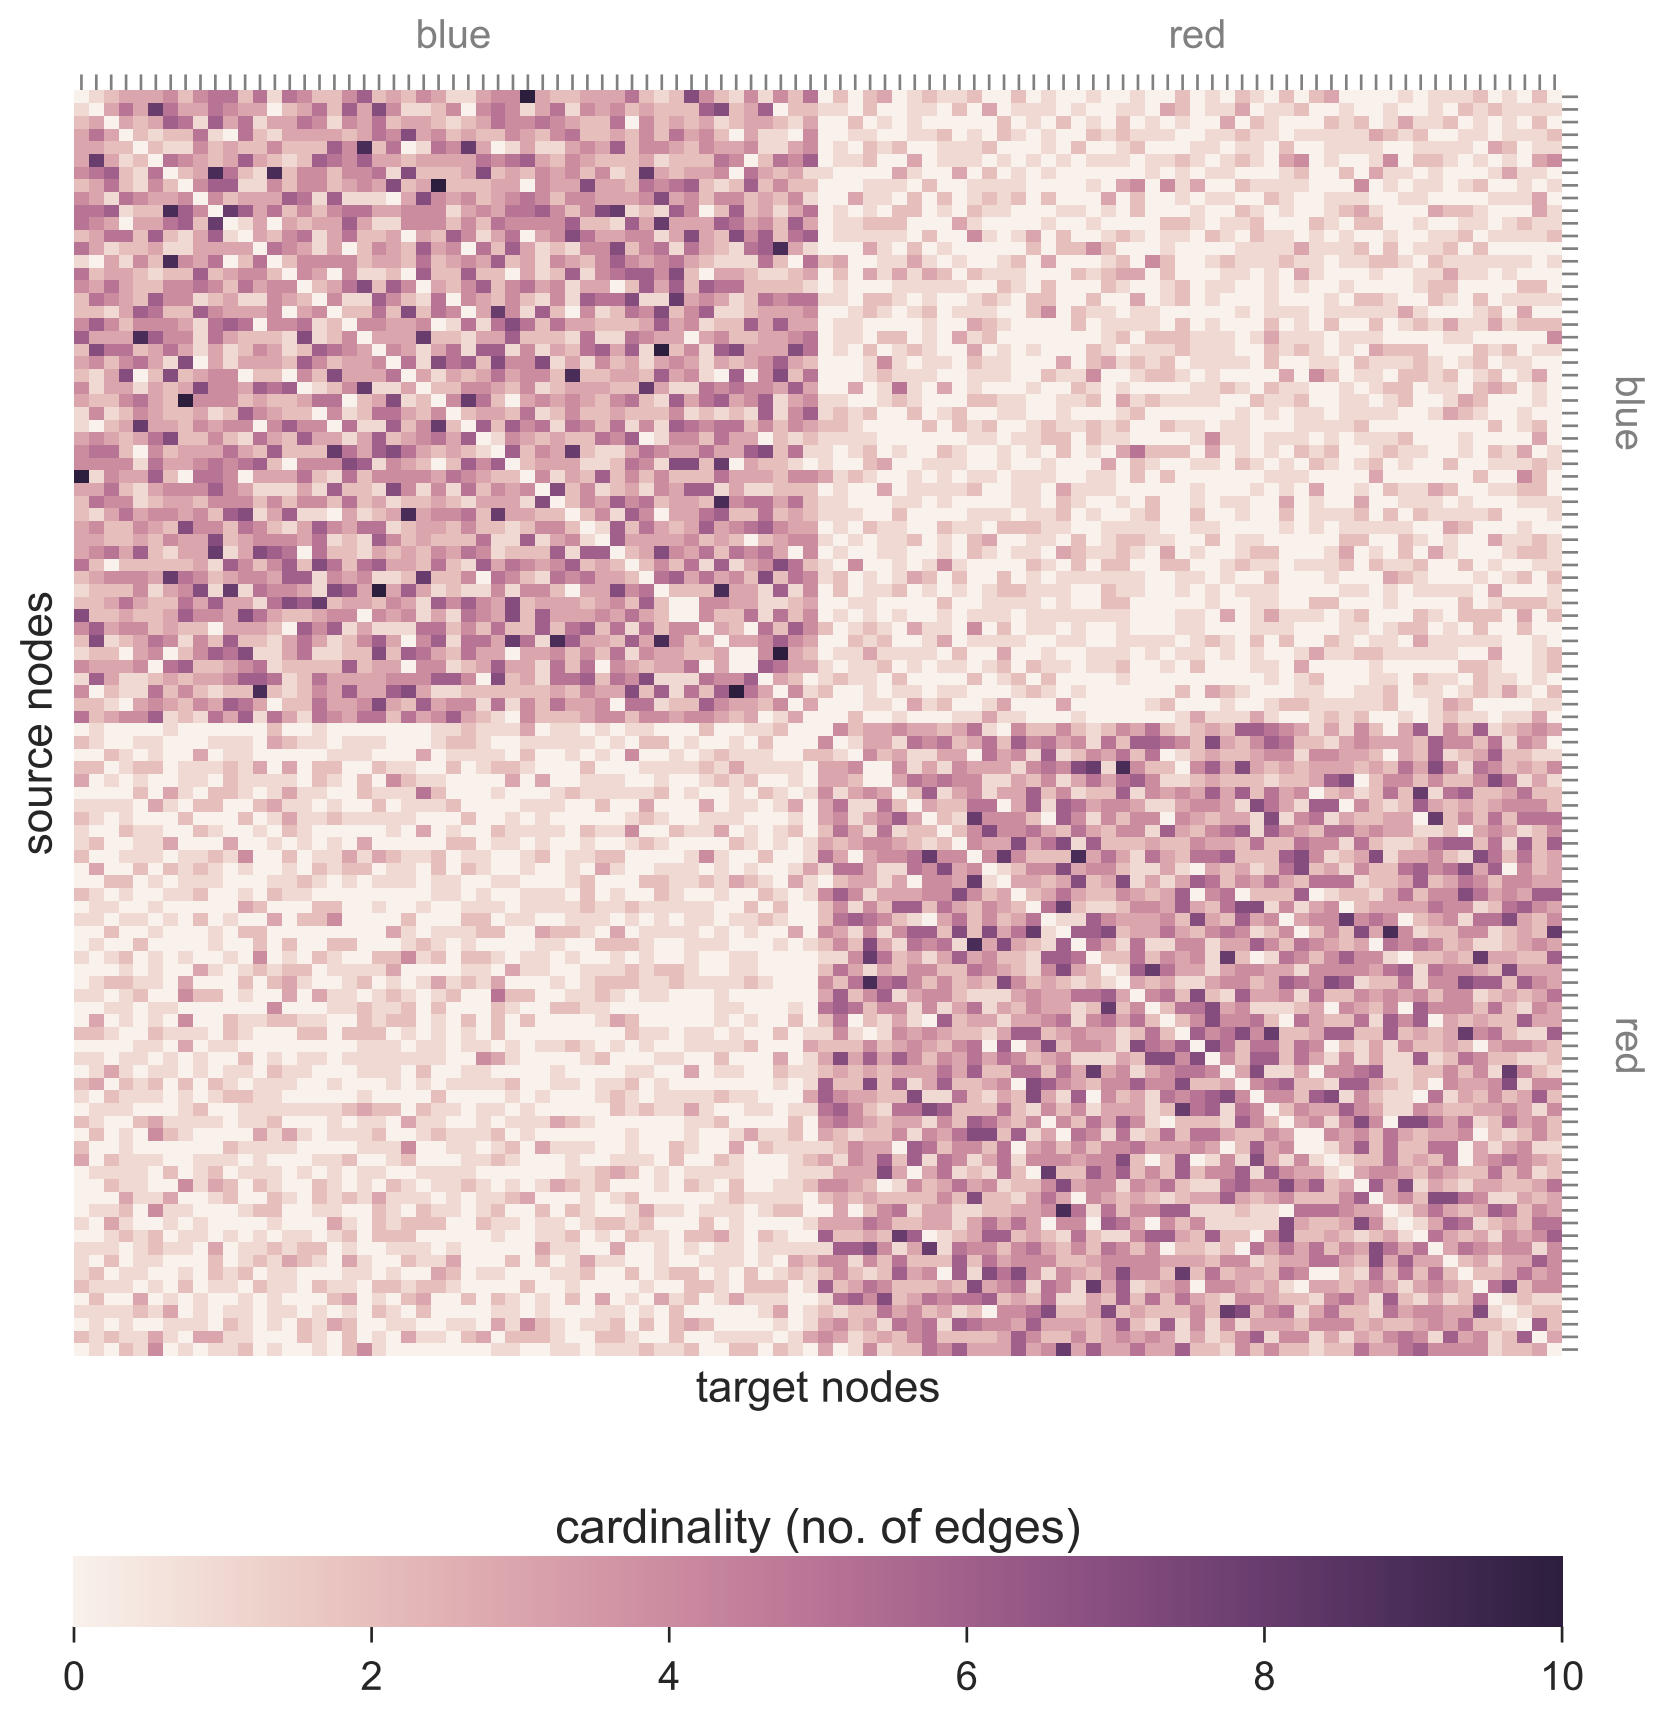 blue red
blue
red
source nodes
target nodes
cardinality (no. of edges)
0 2 4 6 8 10